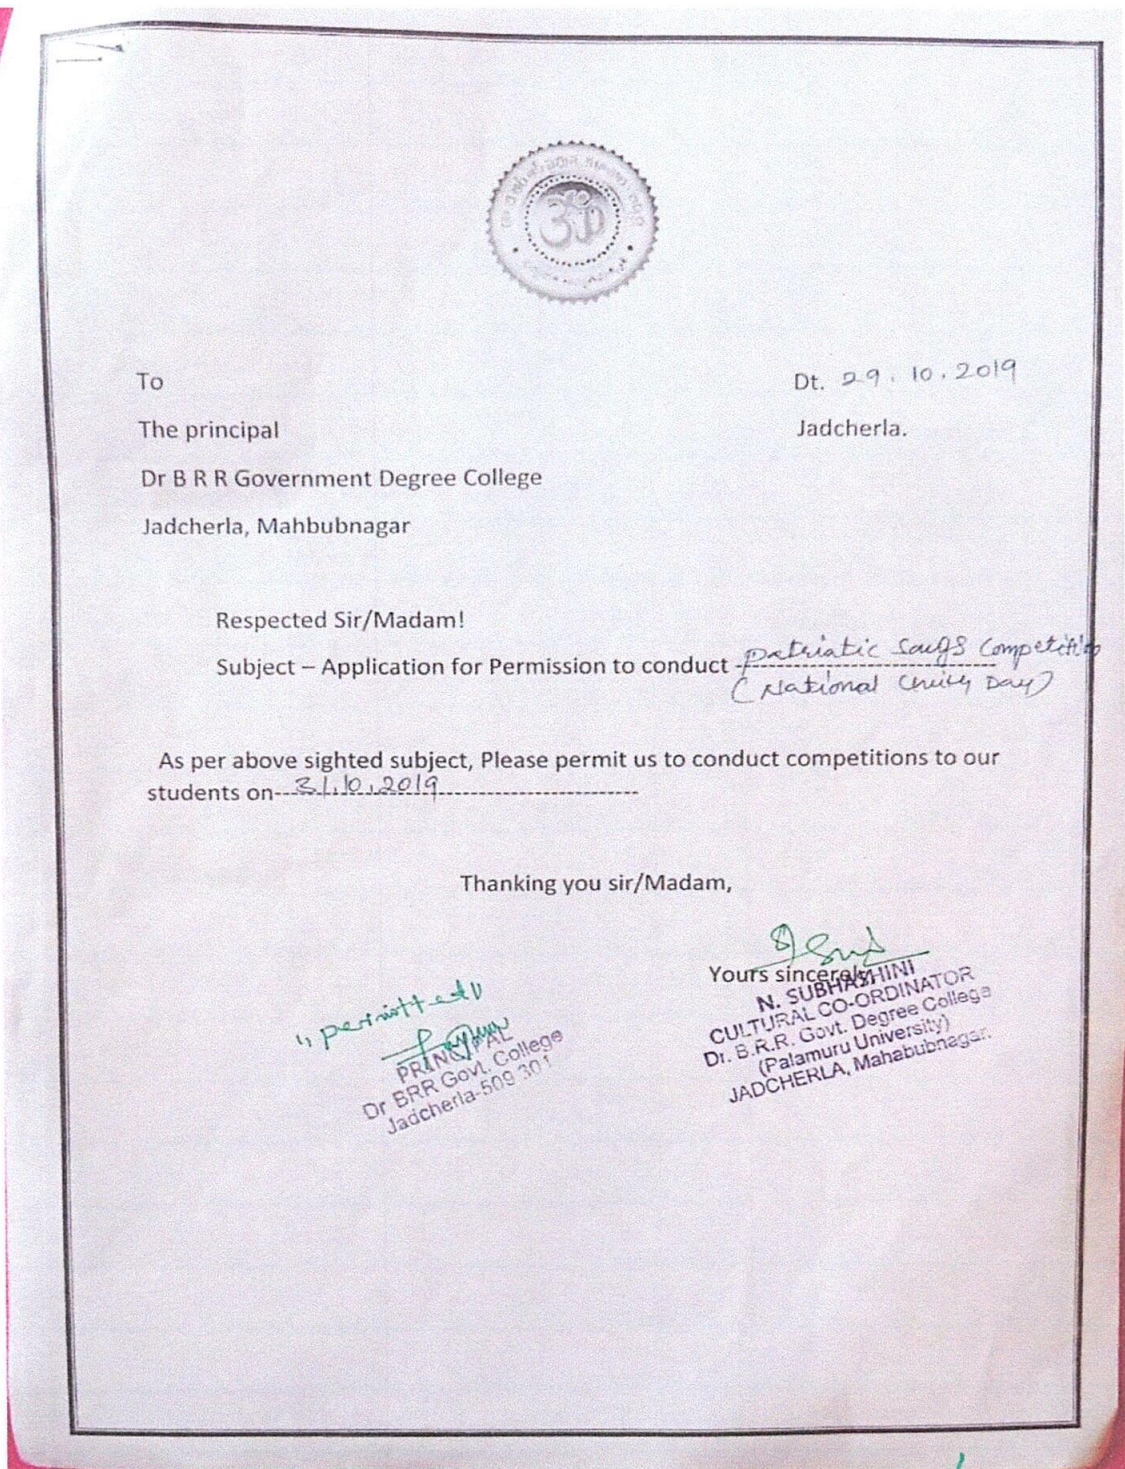 To
Dt. 29.10.2019
The principal
Jadcherla.
Dr B R R Government Degree College
Jadcherla, Mahbubnagar
Respected Sir/Madam!
Subject – Application for Permission to conduct patriatic songs Competition
(National Unity Day)
As per above sighted subject, Please permit us to conduct competitions to our
students on--31.10.2019--------------------------
Thanking you sir/Madam,
Yours sincerely
N. SUBHASHINI
CULTURAL CO-ORDINATOR
Dr. B.R.R. Govt. Degree College
(Palamuru University)
JADCHERLA, Mahabubnagar.
"permitted"
PRINCIPAL
Dr BRR Govt. College
Jadcherla-509 301